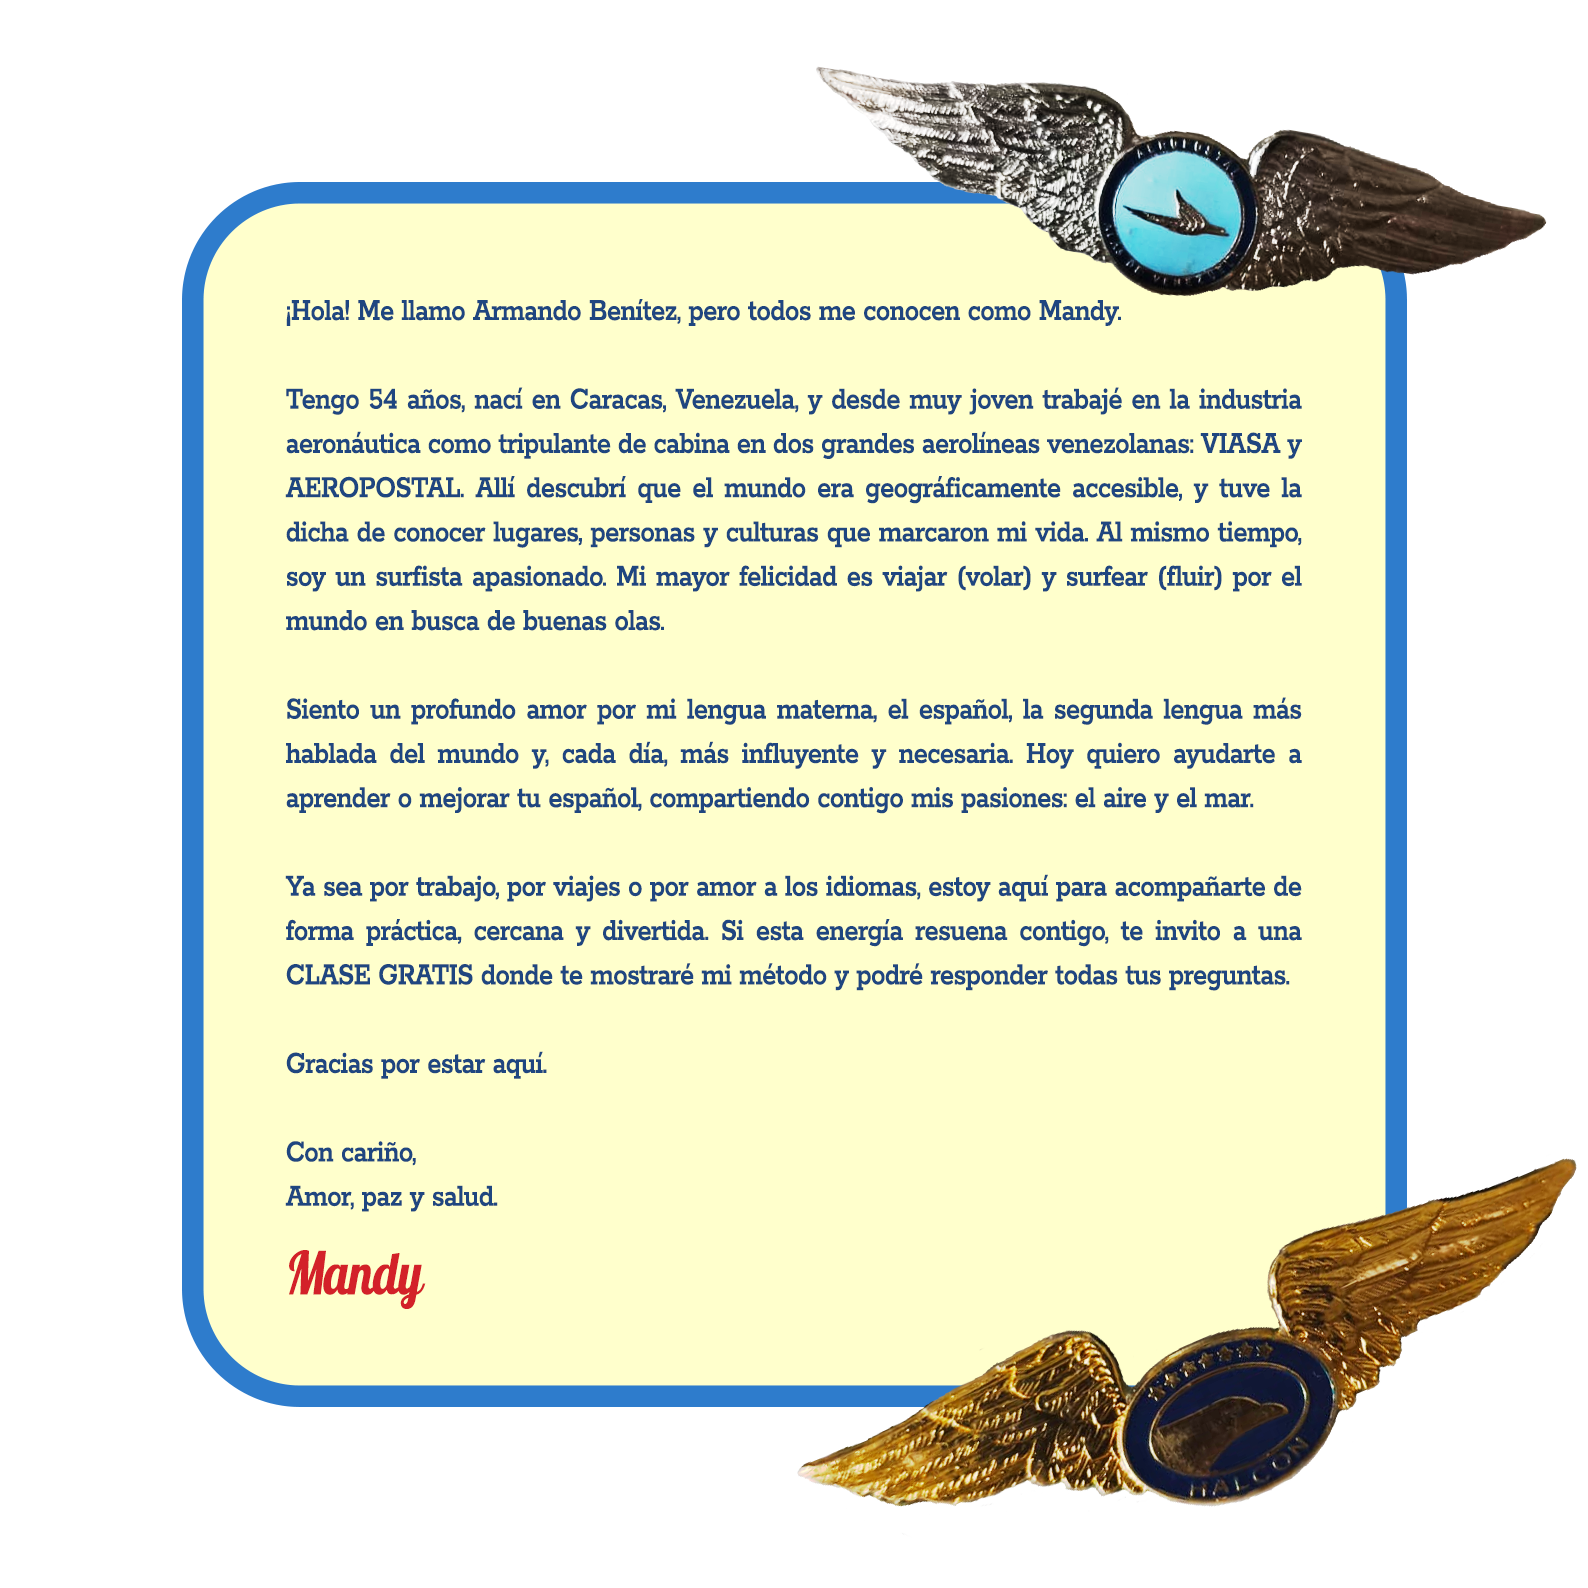 AEROPOSTAL
¡Hola! Me llamo Armando Benítez, pero todos me conocen como Mandy.
Tengo 54 años, nací en Caracas, Venezuela, y desde muy joven trabajé en la industria
aeronáutica como tripulante de cabina en dos grandes aerolíneas venezolanas: VIASA y
AEROPOSTAL. Allí descubrí que el mundo era geográficamente accesible, y tuve la
dicha de conocer lugares, personas y culturas que marcaron mi vida. Al mismo tiempo,
soy un surfista apasionado. Mi mayor felicidad es viajar (volar) y surfear (fluir) por el
mundo en busca de buenas olas.
Siento un profundo amor por mi lengua materna, el español, la segunda lengua más
hablada del mundo y, cada día, más influyente y necesaria. Hoy quiero ayudarte a
aprender o mejorar tu español, compartiendo contigo mis pasiones: el aire y el mar.
Ya sea por trabajo, por viajes o por amor a los idiomas, estoy aquí para acompañarte de
forma práctica, cercana y divertida. Si esta energía resuena contigo, te invito a una
CLASE GRATIS donde te mostraré mi método y podré responder todas tus preguntas.
Gracias por estar aquí.
Con cariño,
Amor, paz y salud.
Mandy
HALCON